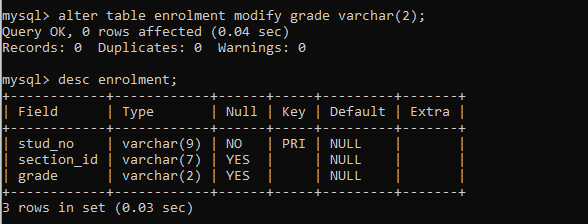 mysql> alter table enrolment modify grade varchar(2);
Query OK, 0 rows affected (0.04 sec)
Records: 0  Duplicates: 0  Warnings: 0

mysql> desc enrolment;
+------------+------------+------+-----+---------+-------+
| Field      | Type       | Null | Key | Default | Extra |
+------------+------------+------+-----+---------+-------+
| stud_no    | varchar(9) | NO   | PRI | NULL    |       |
| section_id | varchar(7) | YES  |     | NULL    |       |
| grade      | varchar(2) | YES  |     | NULL    |       |
+------------+------------+------+-----+---------+-------+
3 rows in set (0.03 sec)